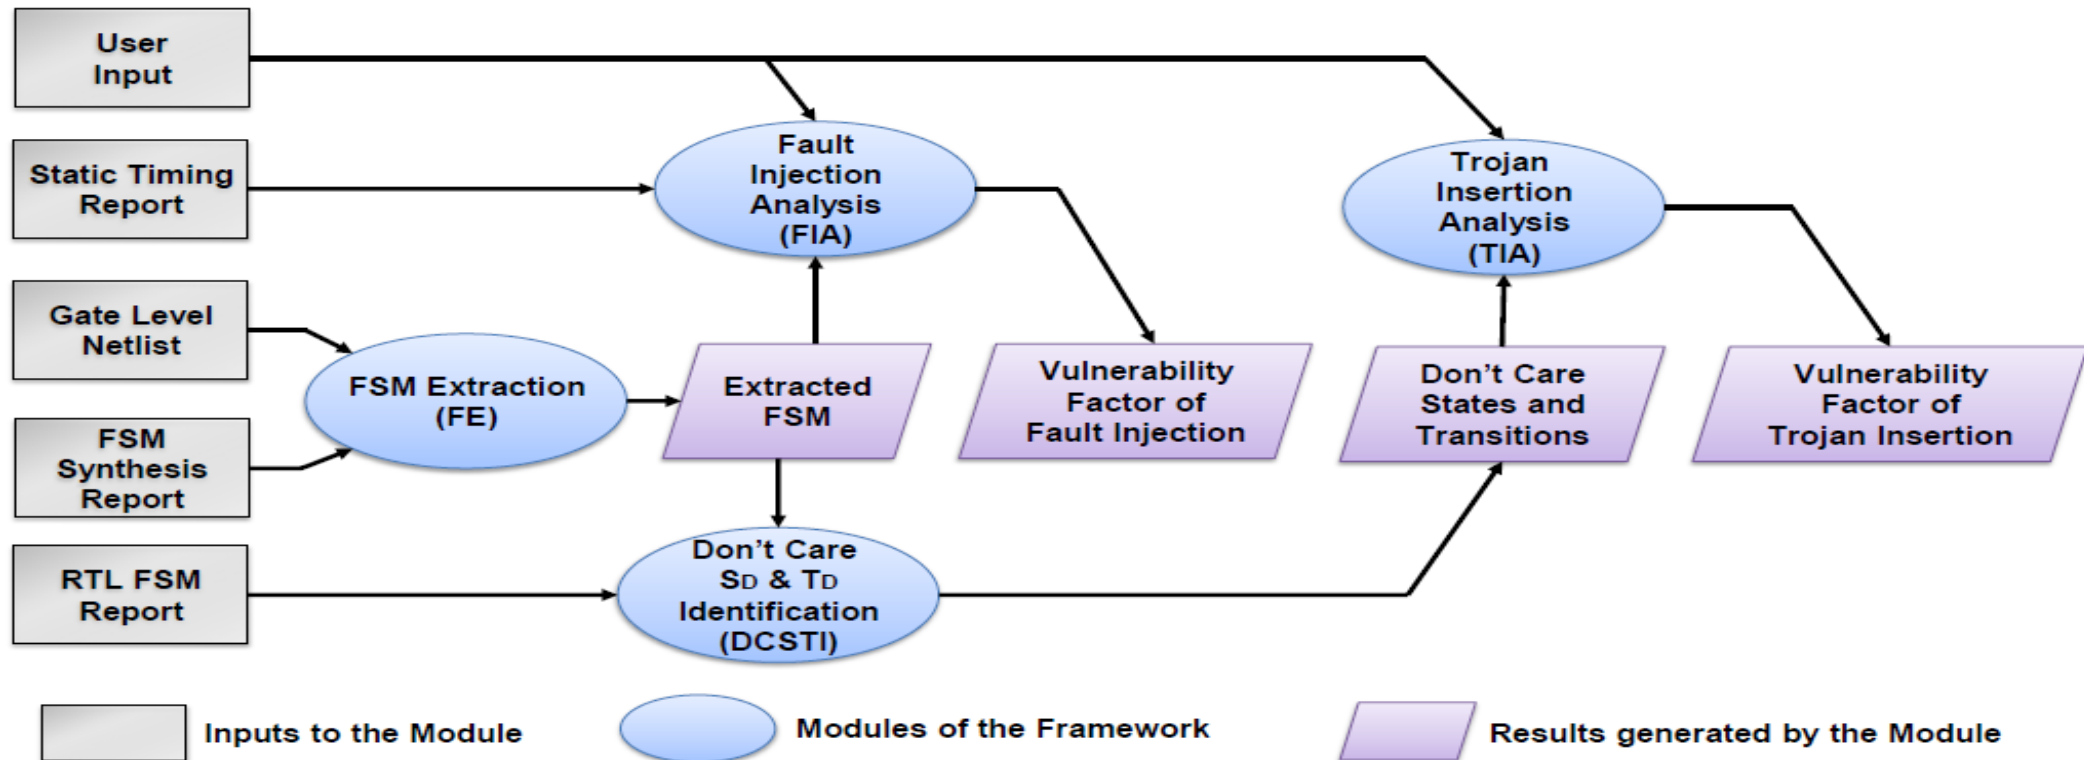 User
Input
Static Timing
Report
Gate Level
Netlist
FSM
Synthesis
Report
RTL FSM
Report
FSM Extraction
(FE)
Fault
Injection
Analysis
(FIA)
Extracted
FSM
Don't Care
SD & TD
Identification
(DCSTI)
Vulnerability
Factor of
Fault Injection
Trojan
Insertion
Analysis
(TIA)
Don't Care
States and
Transitions
Vulnerability
Factor of
Trojan Insertion
Inputs to the Module
Modules of the Framework
Results generated by the Module